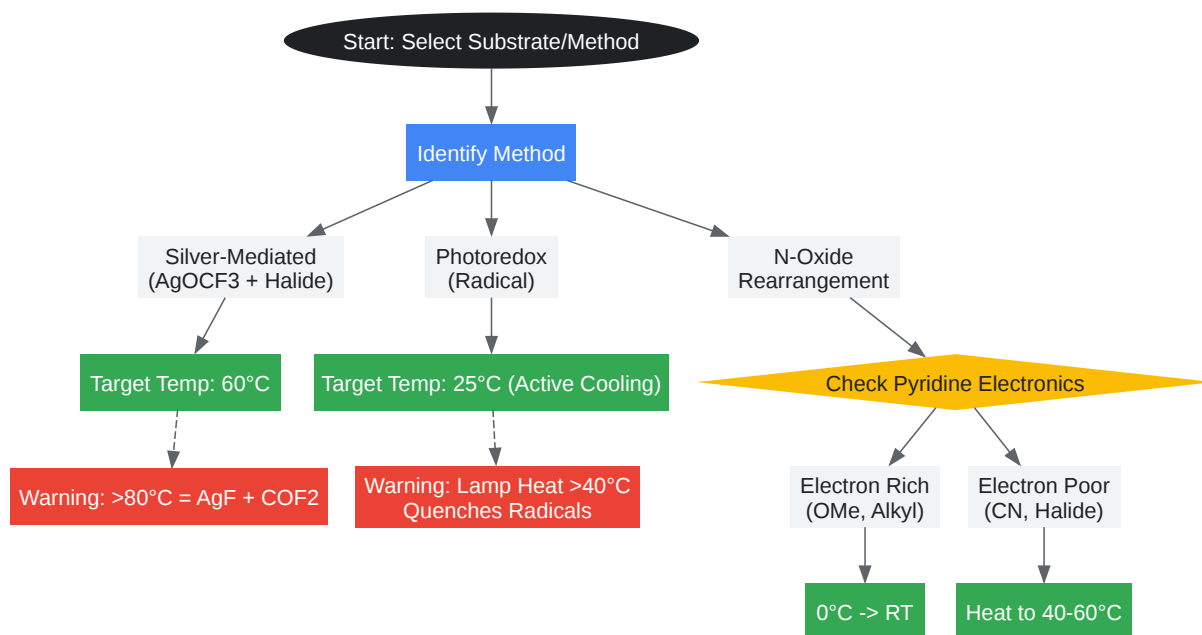 Start: Select Substrate/Method
Identify Method
Silver-Mediated
(AgOCF3 + Halide)
Photoredox
(Radical)
N-Oxide
Rearrangement
Target Temp: 60°C
Target Temp: 25°C (Active Cooling)
Check Pyridine Electronics
Warning: >80°C = AgF + COF2
Warning: Lamp Heat >40°C
Quenches Radicals
Electron Rich
(OMe, Alkyl)
Electron Poor
(CN, Halide)
0°C -> RT
Heat to 40-60°C